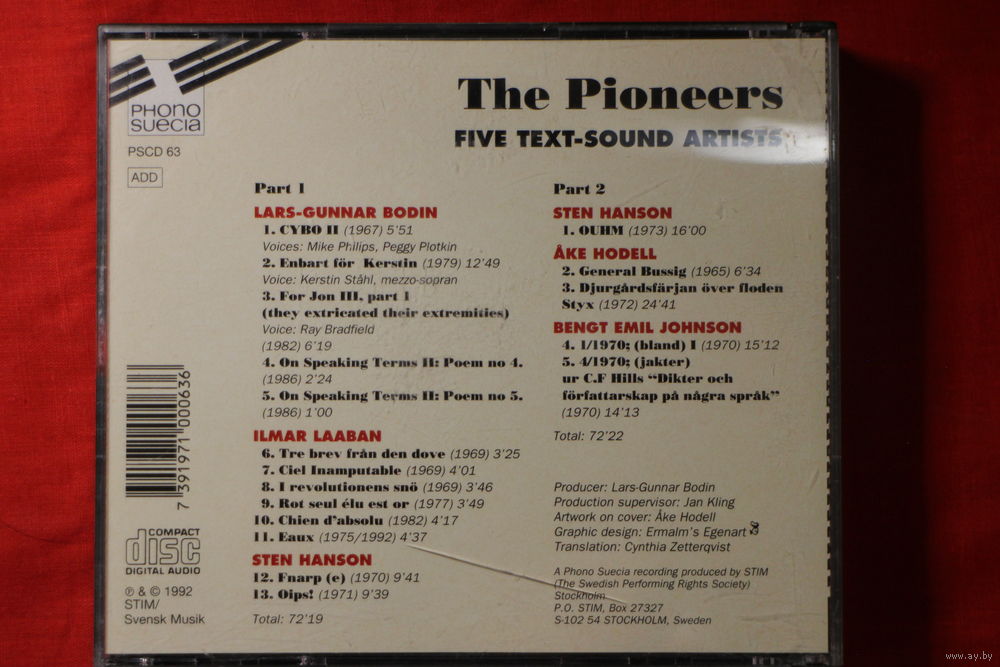 PHONO
SUECIA
PSCD 63
ADD
The Pioneers
FIVE TEXT-SOUND ARTISTS
Part 1
LARS-GUNNAR BODIN
1. CYBO II (1967) 5'51
Voices: Mike Philips, Peggy Plotkin
2. Enbart för Kerstin (1979) 12'49
Voice: Kerstin Ståhl, mezzo-sopran
3. For Jon III, part 1
(they extricated their extremities)
Voice: Ray Bradfield
(1982) 6'19
4. On Speaking Terms II: Poem no 4.
(1986) 2'24
5. On Speaking Terms II: Poem no 5.
(1986) 1'00
ILMAR LAABAN
6. Tre brev från den dove (1969) 3'25
7. Ciel Inamputable (1969) 4'01
8. I revolutionens snö (1969) 3'46
9. Rot seul élu est or (1977) 3'49
10. Chien d'absolu (1982) 4'17
11. Eaux (1975/1992) 4'37
STEN HANSON
12. Fnarp (e) (1970) 9'41
13. Oips! (1971) 9'39
Total: 72'19
Part 2
STEN HANSON
1. OUHM (1973) 16'00
ÅKE HODELL
2. General Bussig (1965) 6'34
3. Djurgårdsfärjan över floden
Styx (1972) 24'41
BENGT EMIL JOHNSON
4. 1/1970; (bland) I (1970) 15'12
5. 4/1970; (jakter)
ur C.F Hills “Dikter och
författarskap på några språk”
(1970) 14'13
Total: 72'22
Producer: Lars-Gunnar Bodin
Production supervisor: Jan Kling
Artwork on cover: Åke Hodell
Graphic design: Ermalm's Egenart
Translation: Cynthia Zetterqvist
A Phono Suecia recording produced by STIM
(The Swedish Performing Rights Society)
Stockholm
P.O. STIM, Box 27327
S-102 54 STOCKHOLM, Sweden
7 391971 000636
COMPACT
disc
DIGITAL AUDIO
℗ & © 1992
STIM/
Svensk Musik
www.ay.by